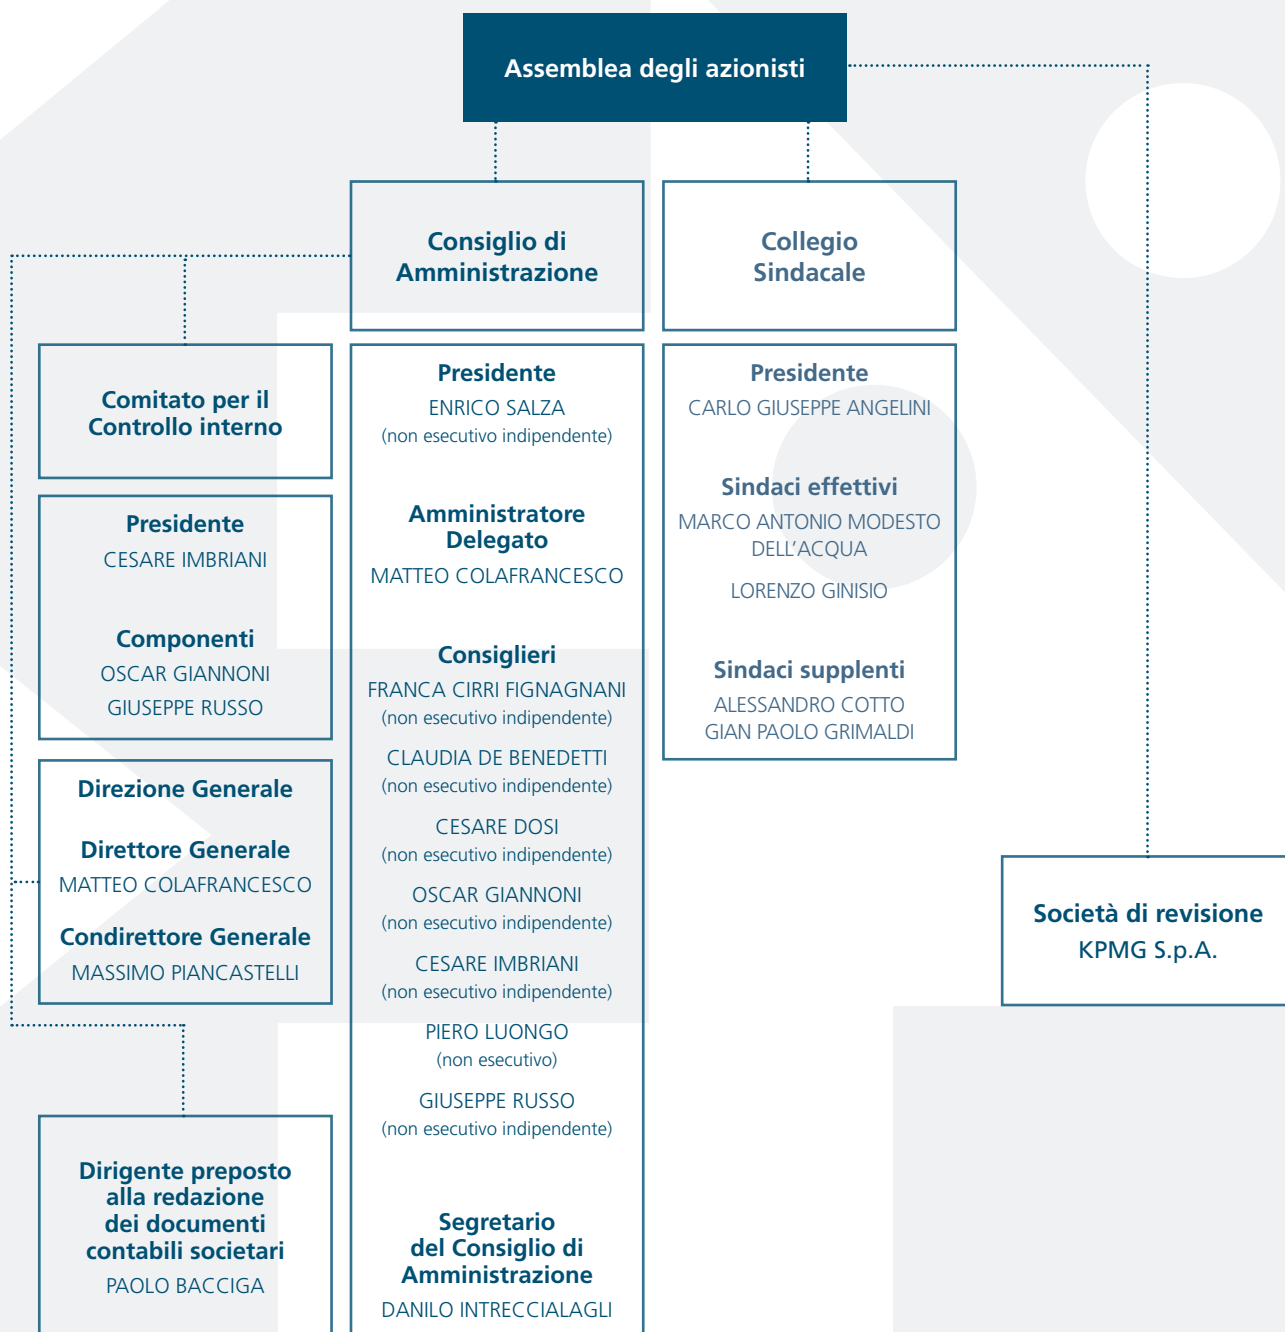 Assemblea degli azionisti
Consiglio di
Amministrazione
Collegio
Sindacale
Comitato per il
Controllo interno
Presidente
CESARE IMBRIANI
Componenti
OSCAR GIANNONI
GIUSEPPE RUSSO
Direzione Generale
Direttore Generale
MATTEO COLAFRANCESCO
Condirettore Generale
MASSIMO PIANCASTELLI
Dirigente preposto
alla redazione
dei documenti
contabili societari
PAOLO BACCIGA
Presidente
ENRICO SALZA
(non esecutivo indipendente)
Amministratore
Delegato
MATTEO COLAFRANCESCO
Consiglieri
FRANCA CIRRI FIGNAGNANI
(non esecutivo indipendente)
CLAUDIA DE BENEDETTI
(non esecutivo indipendente)
CESARE DOSI
(non esecutivo indipendente)
OSCAR GIANNONI
(non esecutivo indipendente)
CESARE IMBRIANI
(non esecutivo indipendente)
PIERO LUONGO
(non esecutivo)
GIUSEPPE RUSSO
(non esecutivo indipendente)
Segretario
del Consiglio di
Amministrazione
DANILO INTRECCIALAGLI
Presidente
CARLO GIUSEPPE ANGELINI
Sindaci effettivi
MARCO ANTONIO MODESTO
DELL’ACQUA
LORENZO GINISIO
Sindaci supplenti
ALESSANDRO COTTO
GIAN PAOLO GRIMALDI
Società di revisione
KPMG S.p.A.